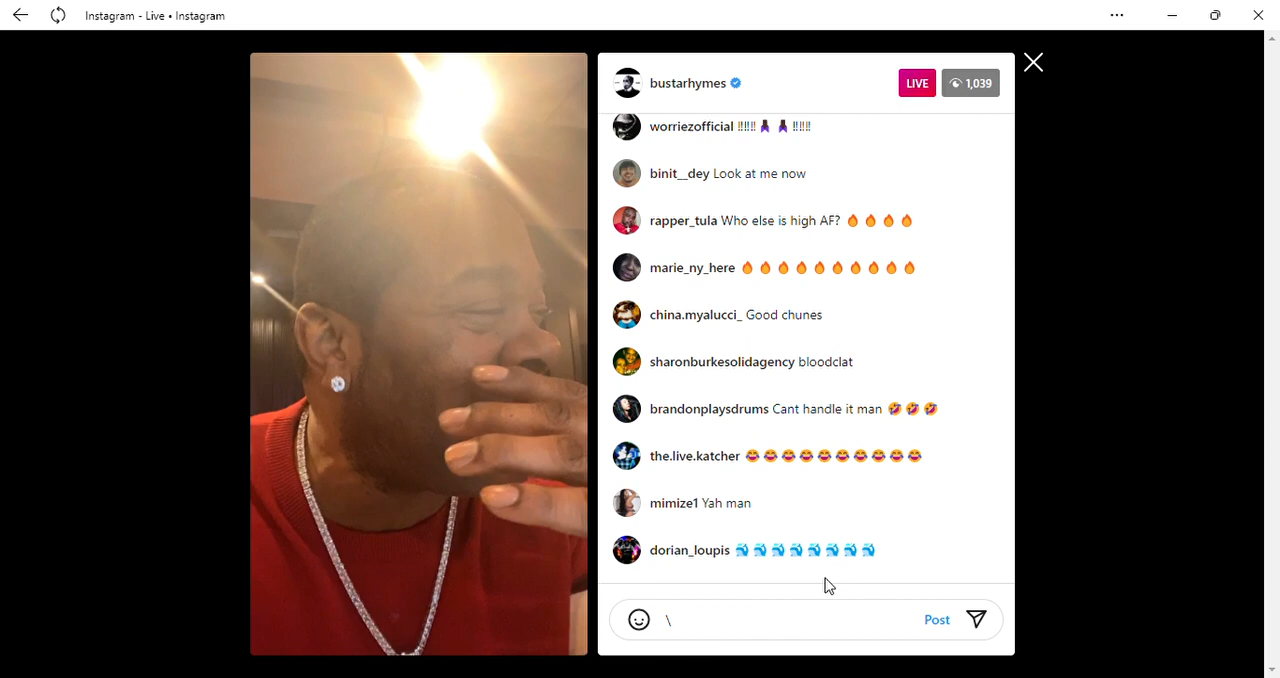 Instagram - Live • Instagram
bustarhymes
LIVE
1,039
worriezofficial !!!!!! !!!!!!
binit__dey Look at me now
rapper_tula Who else is high AF? 🔥 🔥 🔥 🔥
marie_ny_here 🔥 🔥 🔥 🔥 🔥 🔥 🔥 🔥 🔥 🔥
china.myalucci_ Good chunes
sharonburkesolidagency bloodclat
brandonplaysdrums Cant handle it man 🤣 🤣 🤣
the.live.katcher 😂 😂 😂 😂 😂 😂 😂 😂 😂 😂
mimize1 Yah man
dorian_loupis 🌊 🌊 🌊 🌊 🌊 🌊 🌊 🌊
\
Post